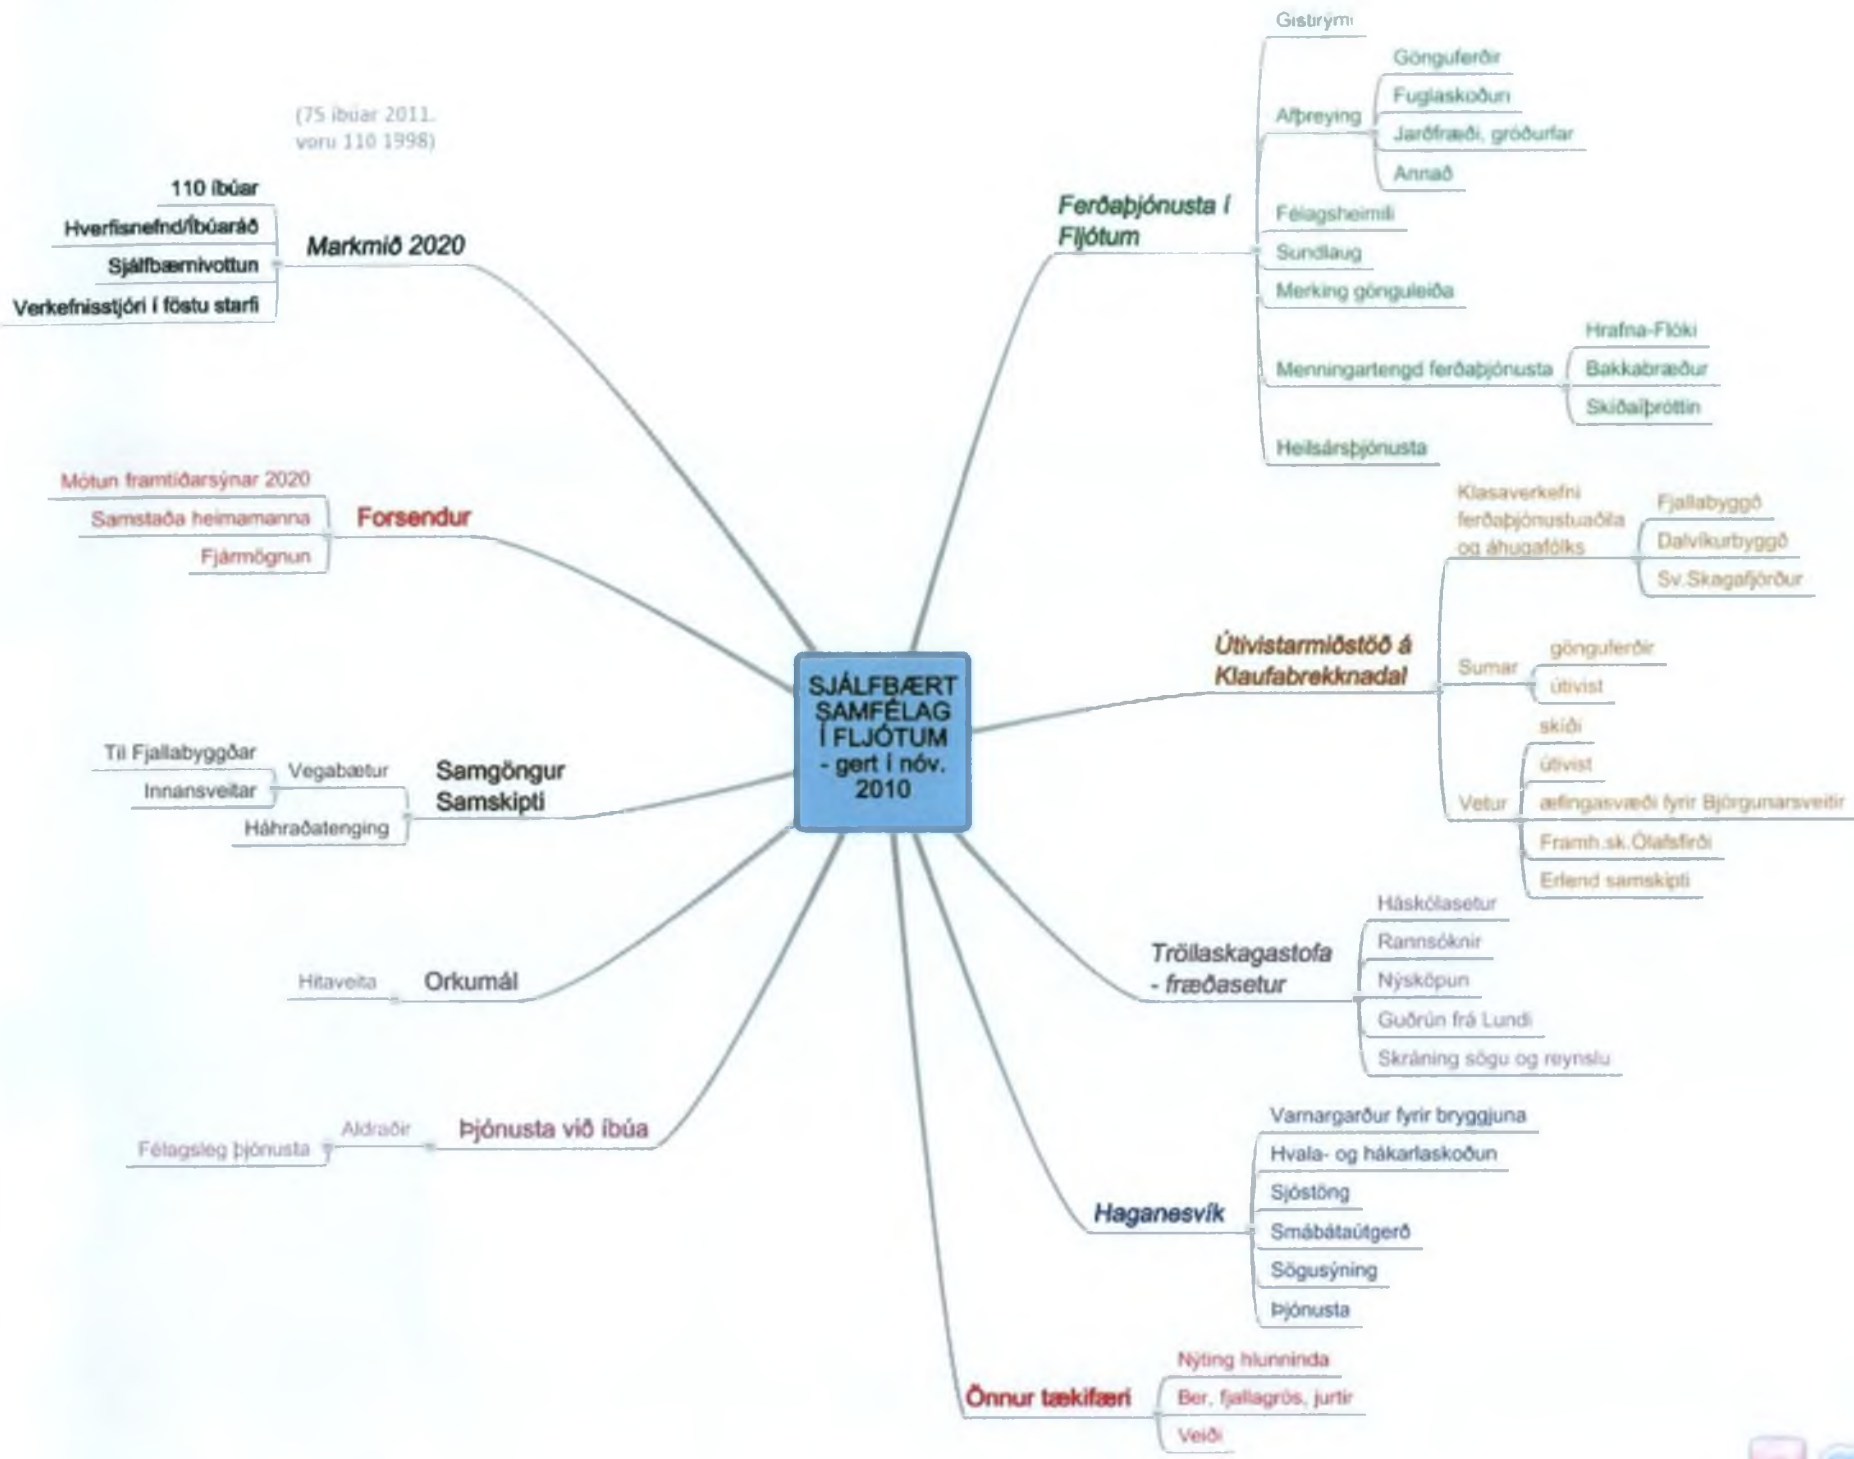 SJÁLFBÆRT
SAMFÉLAG
Í FLJÓTUM
- gert í nóv.
2010
(75 íbúar 2011.
voru 110 1998)
Markmið 2020
110 íbúar
Hverfisnefnd/Íbúaráð
Sjálfbærnivottun
Verkefnisstjóri í föstu starfi
Forsendur
Mótun framtíðarsýnar 2020
Samstaða heimamanna
Fjármögnun
Samgöngur
Samskipti
Vegabætur
Til Fjallabyggðar
Innansveitar
Háhraðatenging
Orkumál
Hitaveita
Þjónusta við íbúa
Aldraðir
Félagsleg þjónusta
Ferðaþjónusta í
Fljótum
Gistirými
Afþreying
Gönguferðir
Fuglaskoðun
Jarðfræði, gróðurfar
Annað
Félagsheimili
Sundlaug
Merking gönguleiða
Menningartengd ferðaþjónusta
Hrafna-Flóki
Bakkabræður
Skíðaíþróttin
Heilsársþjónusta
Útivistarmiðstöð á
Klaufabrekknadal
Klasaverkefni
ferðaþjónustuaðila
og áhugafólks
Fjallabyggð
Dalvíkurbyggð
Sv.Skagafjörður
Sumar
gönguferðir
útivist
Vetur
skíði
útivist
æfingasvæði fyrir Björgunarsveitir
Framh.sk.Ólafsfirði
Erlend samskipti
Tröllaskagastofa
- fræðasetur
Háskólasetur
Rannsóknir
Nýsköpun
Guðrún frá Lundi
Skráning sögu og reynslu
Haganesvík
Varnargarður fyrir bryggjuna
Hvala- og hákarlaskoðun
Sjóstöng
Smábátaútgerð
Sögusýning
Þjónusta
Önnur tækifæri
Nýting hlunninda
Ber, fjallagrös, jurtir
Veiði